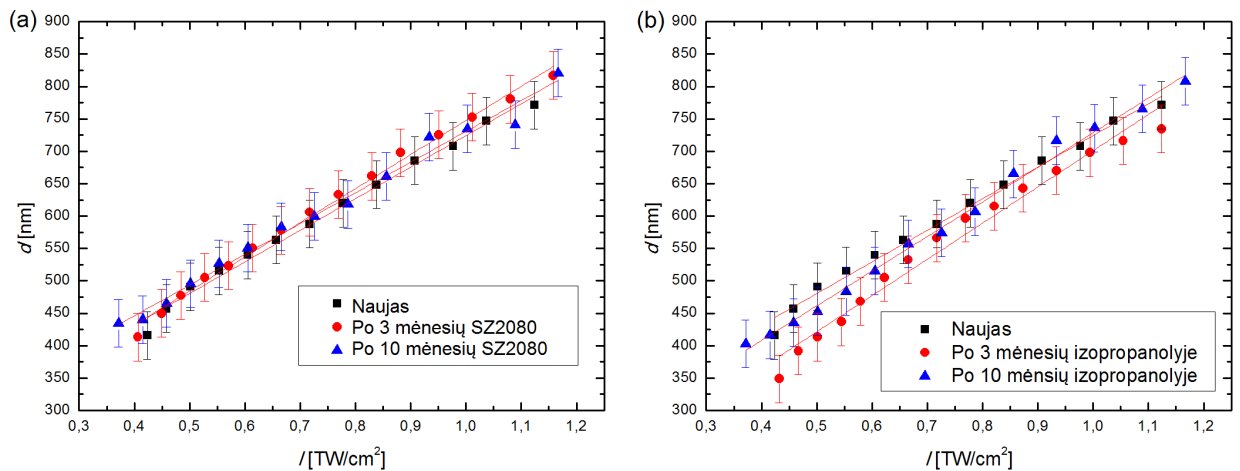 (a)
900
850
800
750
700
650
600
550
500
450
400
350
300
d [nm]
0,3 0,4 0,5 0,6 0,7 0,8 0,9 1,0 1,1 1,2
I [TW/cm²]
Naujas
Po 3 mėnesių SZ2080
Po 10 mėnesių SZ2080
(b)
900
850
800
750
700
650
600
550
500
450
400
350
300
d [nm]
0,3 0,4 0,5 0,6 0,7 0,8 0,9 1,0 1,1 1,2
I [TW/cm²]
Naujas
Po 3 mėnesių izopropanolyje
Po 10 mėnsių izopropanolyje